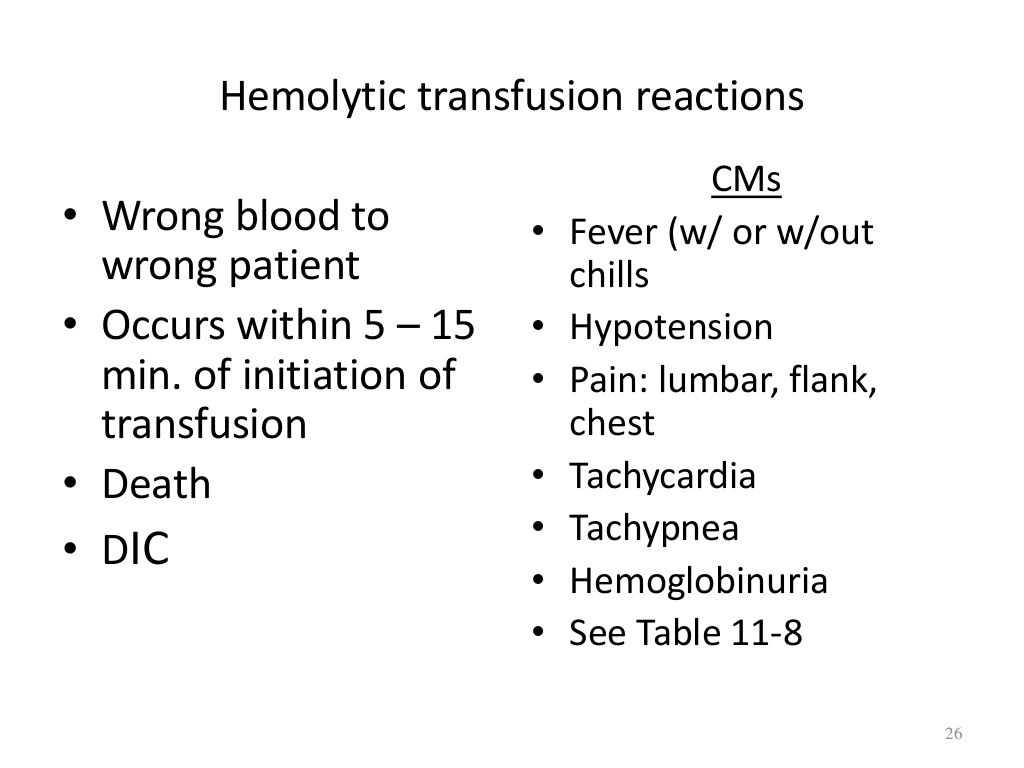 Hemolytic transfusion reactions
• Wrong blood to
wrong patient
• Occurs within 5 – 15
min. of initiation of
transfusion
• Death
• DIC
CMs
• Fever (w/ or w/out
chills
• Hypotension
• Pain: lumbar, flank,
chest
• Tachycardia
• Tachypnea
• Hemoglobinuria
• See Table 11-8
26